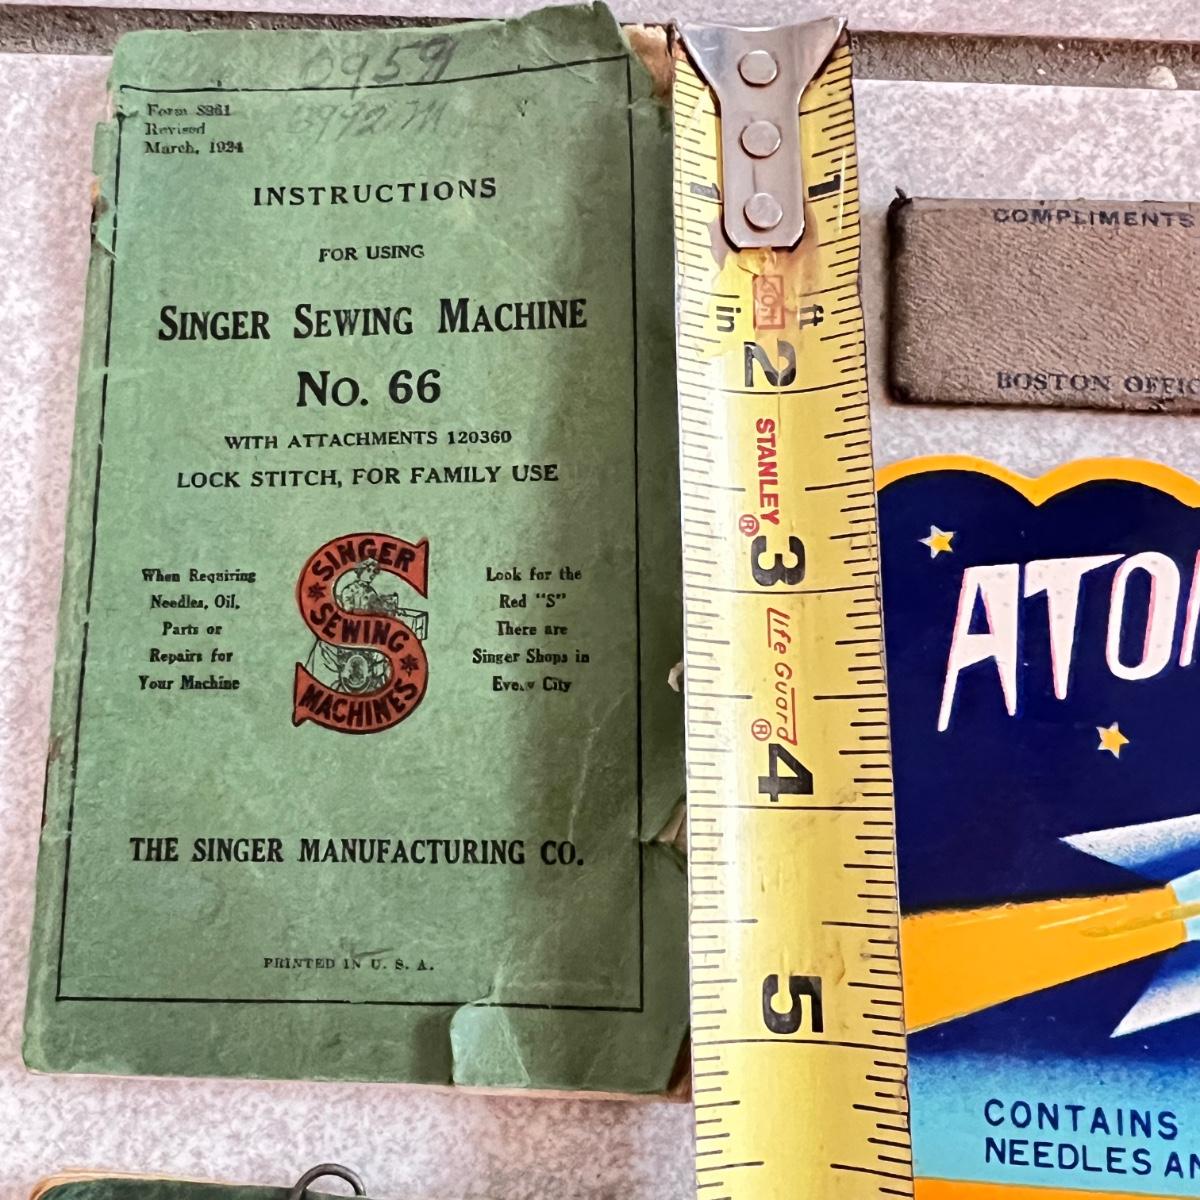 0959
Form 8961
Revised
March, 1924
INSTRUCTIONS
FOR USING
SINGER SEWING MACHINE
No. 66
WITH ATTACHMENTS 120360
LOCK STITCH, FOR FAMILY USE
When Requiring
Needles, Oil,
Parts or
Repairs for
Your Machine
SINGER
SEWING
MACHINES
Look for the
Red "S"
There are
Singer Shops in
Every City
THE SINGER MANUFACTURING CO.
PRINTED IN U. S. A.
1 1
in ft
2
STANLEY®
3
life Guard®
4
5
COMPLIMENTS
BOSTON OFFIC
ATO
CONTAINS
NEEDLES AN